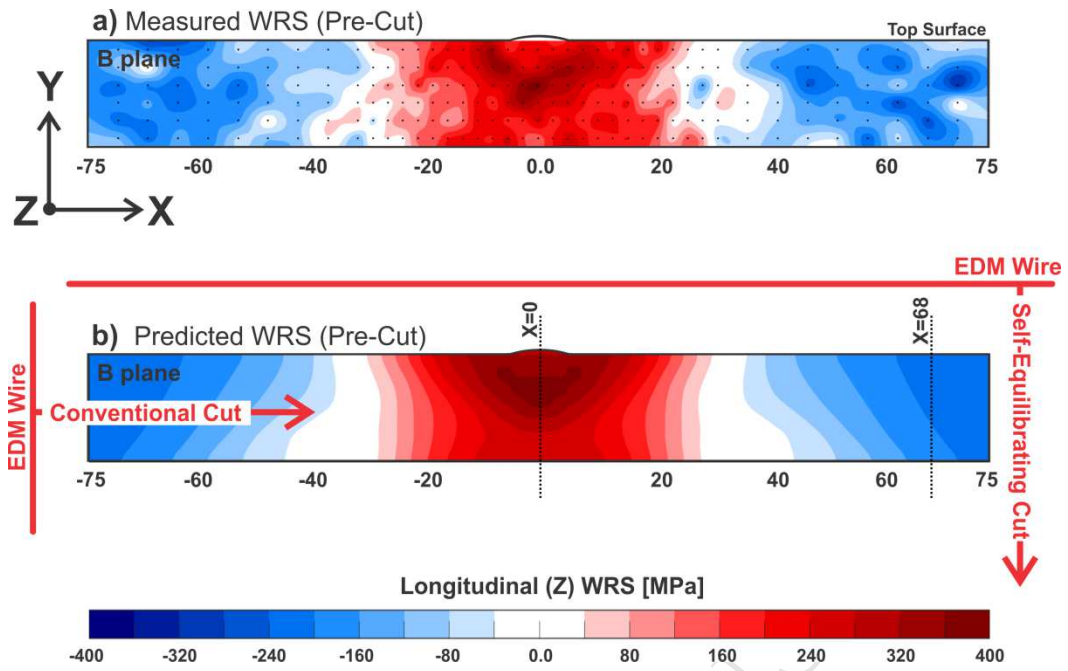 a) Measured WRS (Pre-Cut)
Top Surface
B plane
Y
Z
X
-75 -60 -40 -20 0.0 20 40 60 75
EDM Wire
EDM Wire
Self-Equilibrating Cut
b) Predicted WRS (Pre-Cut)
X=0
X=68
B plane
Conventional Cut
-75 -60 -40 -20 0.0 20 40 60 75
Longitudinal (Z) WRS [MPa]
-400 -320 -240 -160 -80 0.0 80 160 240 320 400